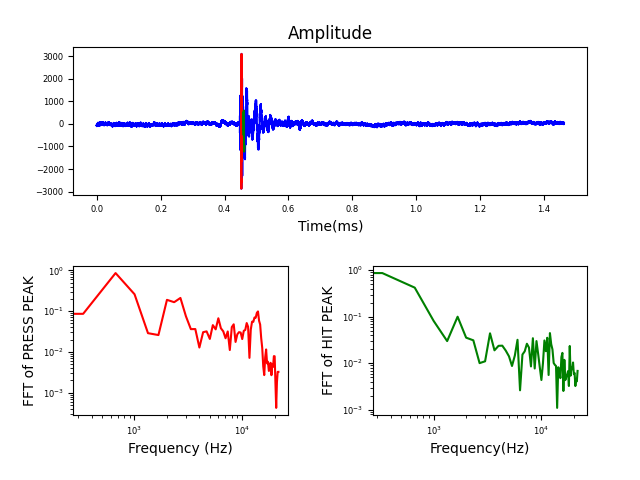 Amplitude
3000
2000
1000
0
−1000
−2000
−3000
0.0 0.2 0.4 0.6 0.8 1.0 1.2 1.4
Time(ms)
FFT of PRESS PEAK
10⁰
10⁻¹
10⁻²
10⁻³
10³ 10⁴
Frequency (Hz)
FFT of HIT PEAK
10⁰
10⁻¹
10⁻²
10⁻³
10³ 10⁴
Frequency(Hz)